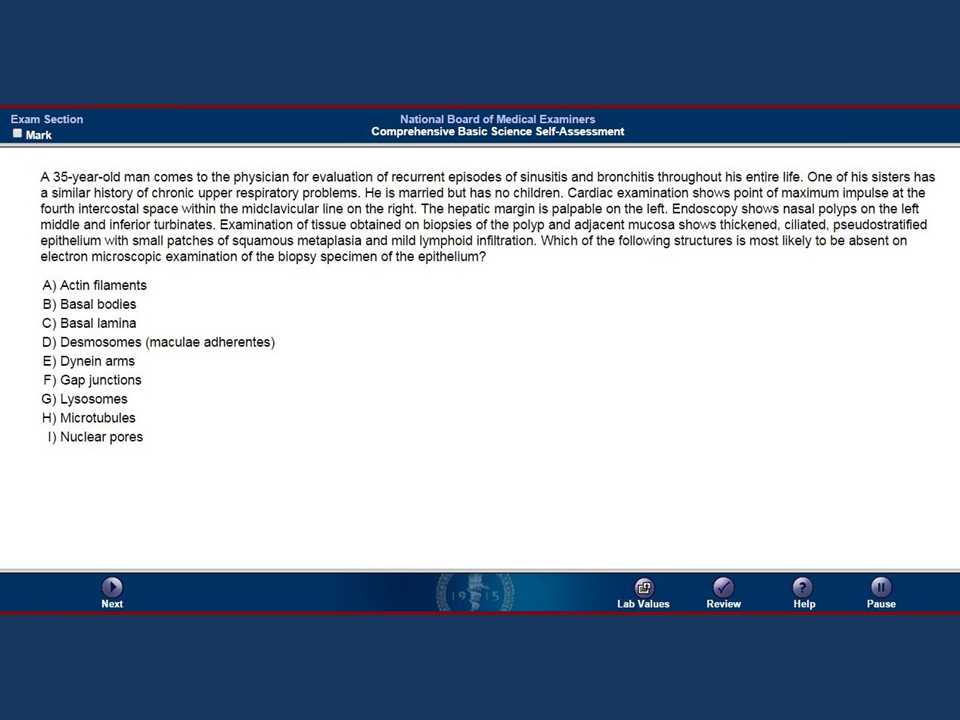 Exam Section
Mark
National Board of Medical Examiners
Comprehensive Basic Science Self-Assessment
A 35-year-old man comes to the physician for evaluation of recurrent episodes of sinusitis and bronchitis throughout his entire life. One of his sisters has
a similar history of chronic upper respiratory problems. He is married but has no children. Cardiac examination shows point of maximum impulse at the
fourth intercostal space within the midclavicular line on the right. The hepatic margin is palpable on the left. Endoscopy shows nasal polyps on the left
middle and inferior turbinates. Examination of tissue obtained on biopsies of the polyp and adjacent mucosa shows thickened, ciliated, pseudostratified
epithelium with small patches of squamous metaplasia and mild lymphoid infiltration. Which of the following structures is most likely to be absent on
electron microscopic examination of the biopsy specimen of the epithelium?
A) Actin filaments
B) Basal bodies
C) Basal lamina
D) Desmosomes (maculae adherentes)
E) Dynein arms
F) Gap junctions
G) Lysosomes
H) Microtubules
I) Nuclear pores
Next
19 15
Lab Values
Review
Help
Pause